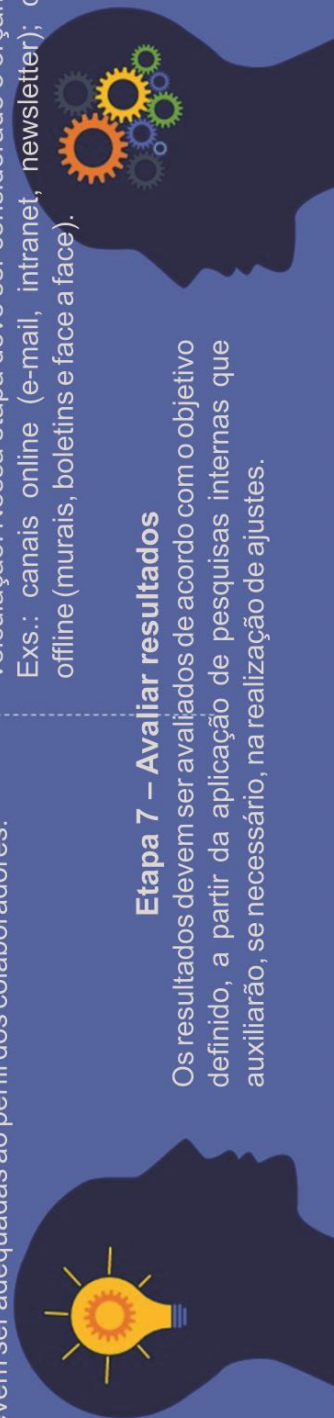 vem ser adequadas ao perfil dos colaboradores.
Exs.: canais online (e-mail, intranet, newsletter);
offline (murais, boletins e face a face).
Etapa 7 – Avaliar resultados
Os resultados devem ser avaliados de acordo com o objetivo
definido, a partir da aplicação de pesquisas internas que
auxiliarão, se necessário, na realização de ajustes.